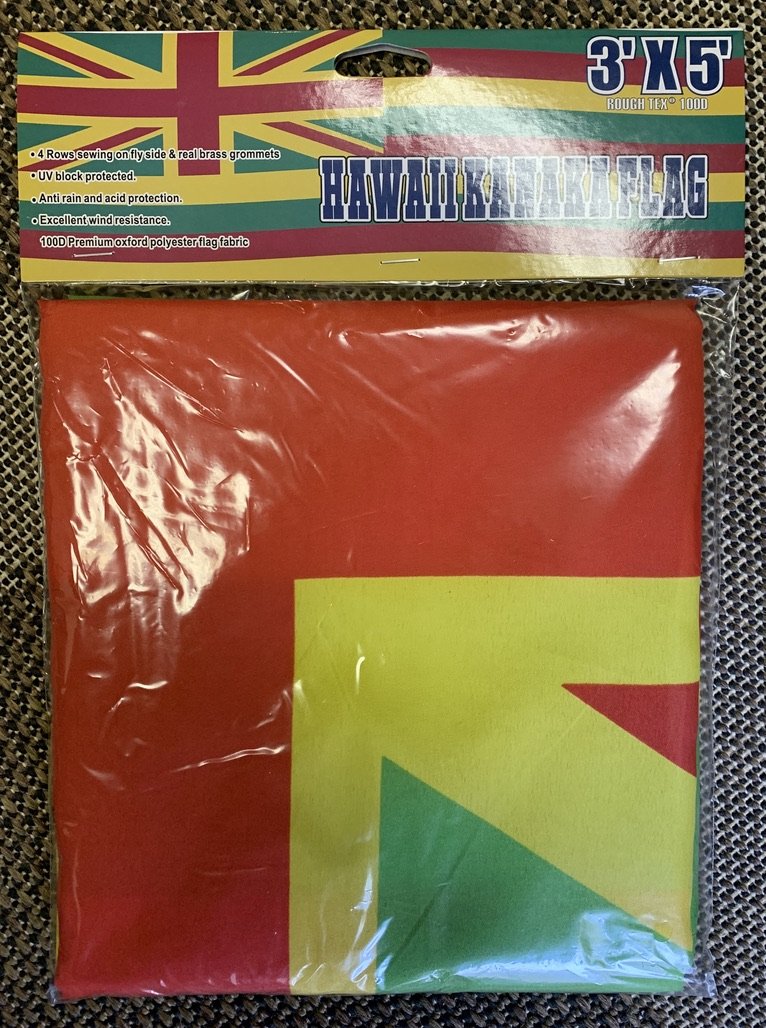 3' X 5'
ROUGH TEX® 100D
• 4 Rows sewing on fly side & real brass grommets
• UV block protected.
• Anti rain and acid protection.
• Excellent wind resistance.
100D Premium oxford polyester flag fabric
HAWAII KANAKA FLAG